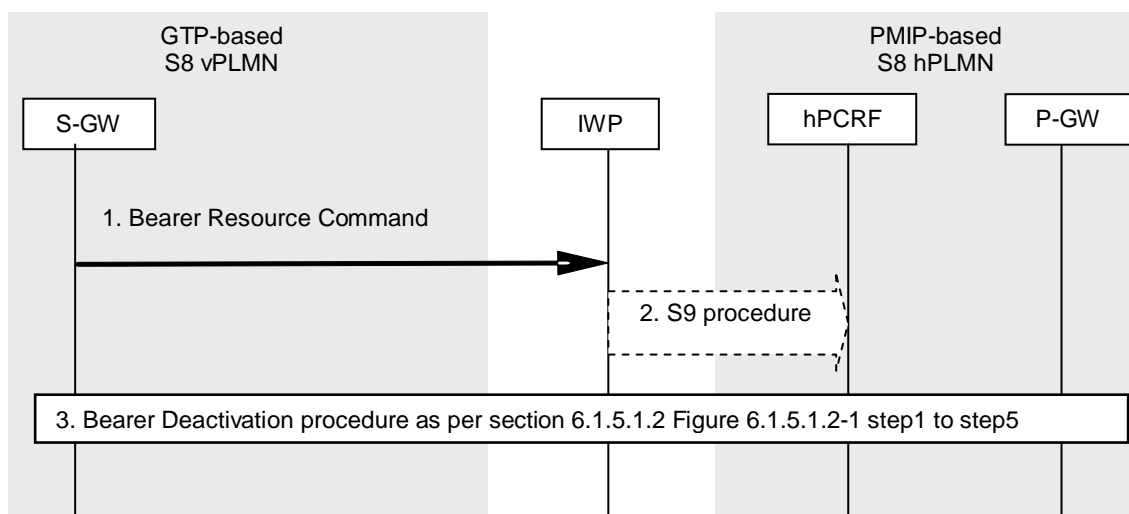 GTP-based
S8 vPLMN
PMIP-based
S8 hPLMN
S-GW
IWP
hPCRF
P-GW
1. Bearer Resource Command
2. S9 procedure
3. Bearer Deactivation procedure as per section 6.1.5.1.2 Figure 6.1.5.1.2-1 step1 to step5